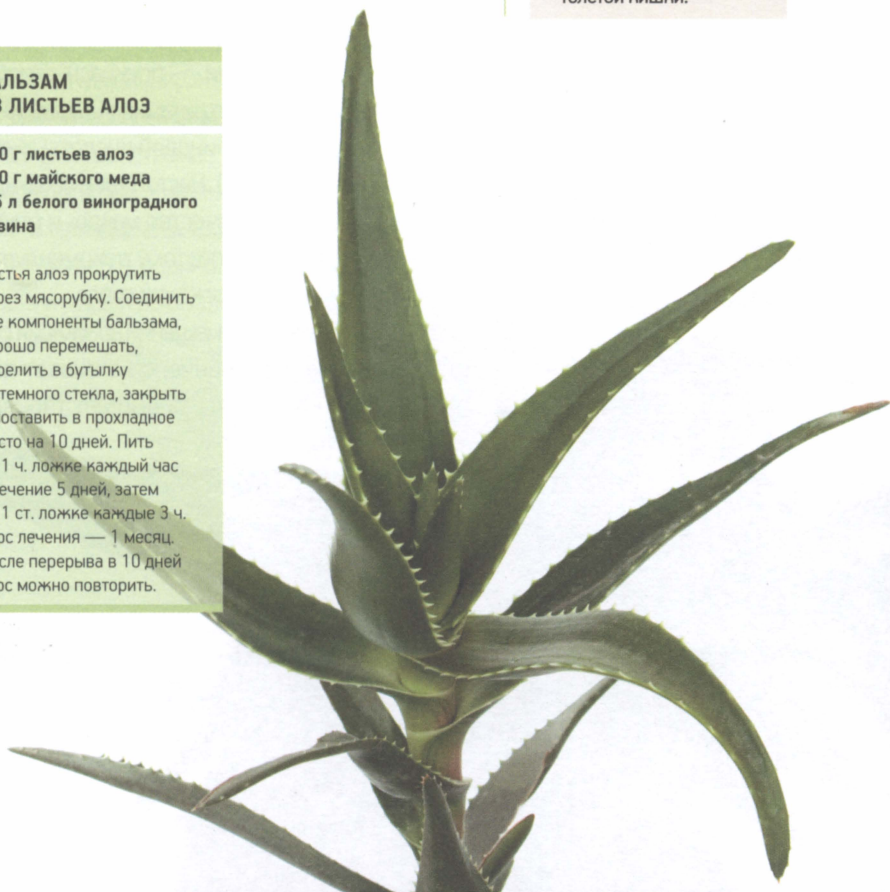 толстой кишки.
АЛЬЗАМ
ЛИСТЬЕВ АЛОЭ
0 г листьев алоэ
0 г майского меда
л белого виноградного
вина
стья алоэ прокрутить
рез мясорубку. Соединить
е компоненты бальзама,
рошо перемешать,
релить в бутылку
темного стекла, закрыть
оставить в прохладное
сто на 10 дней. Пить
1 ч. ложке каждый час
ечение 5 дней, затем
1 ст. ложке каждые 3 ч.
рс лечения — 1 месяц.
сле перерыва в 10 дней
рс можно повторить.